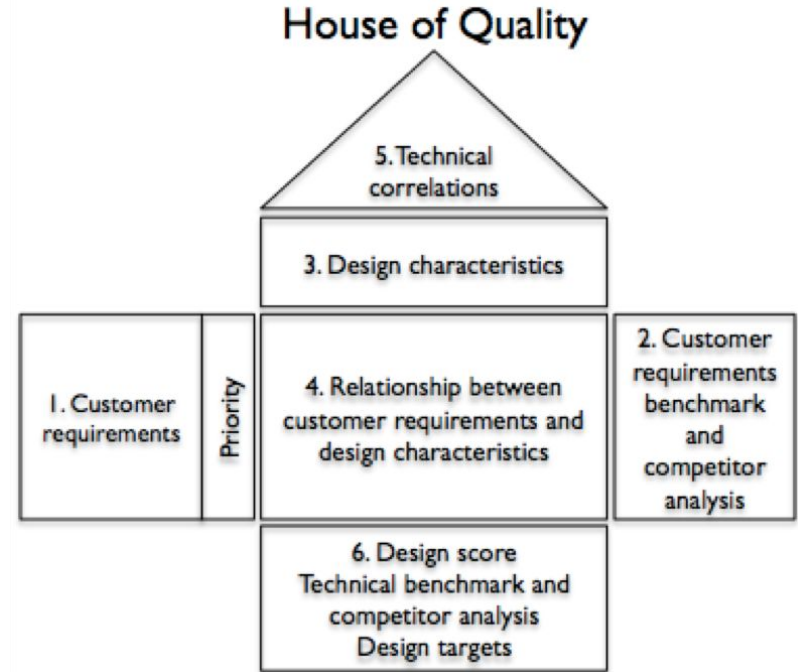 House of Quality
5. Technical
correlations
3. Design characteristics
1. Customer
requirements
Priority
4. Relationship between
customer requirements and
design characteristics
2. Customer
requirements
benchmark
and
competitor
analysis
6. Design score
Technical benchmark and
competitor analysis
Design targets